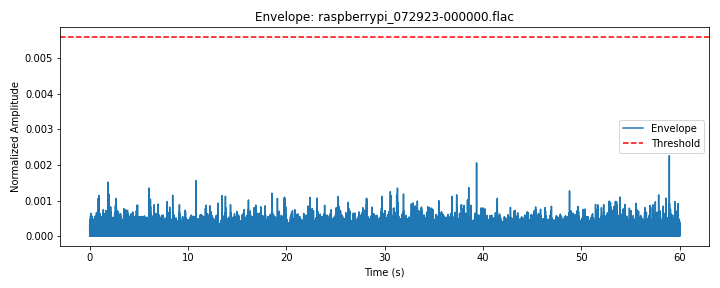 Envelope: raspberrypi_072923-000000.flac
Normalized Amplitude
0.005
0.004
0.003
0.002
0.001
0.000
Envelope
Threshold
0
10
20
30
40
50
60
Time (s)